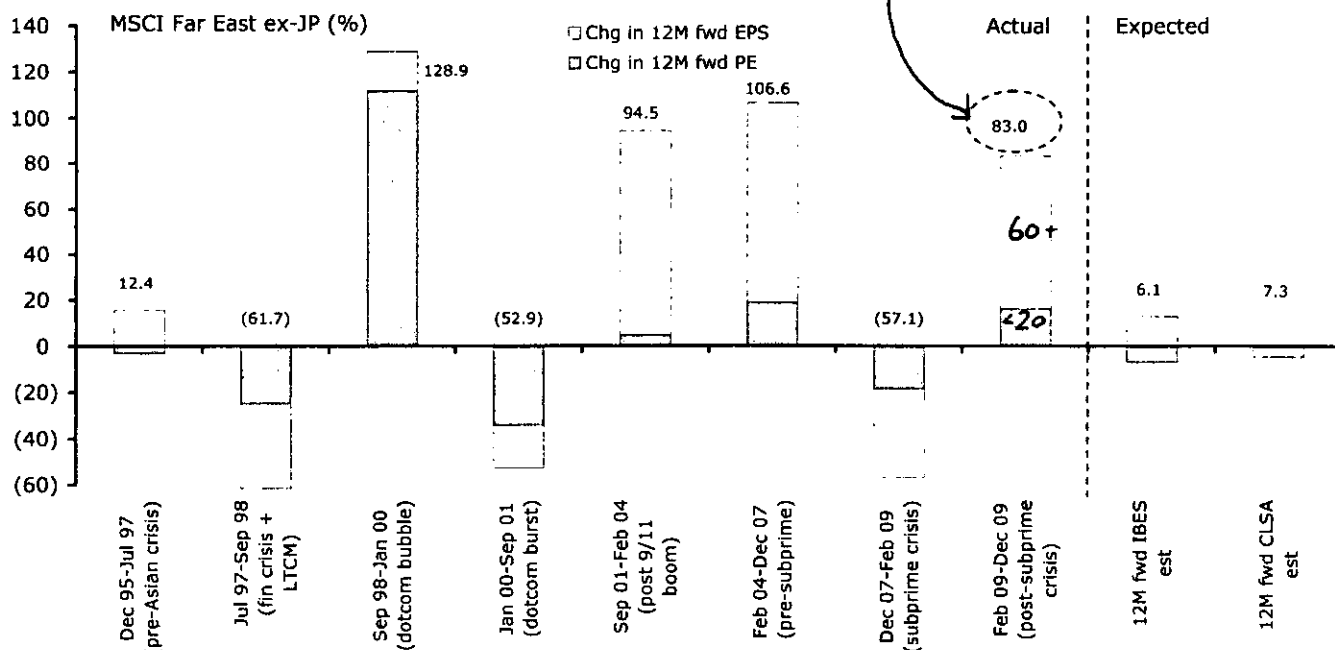 MSCI Far East ex-JP (%)
Chg in 12M fwd EPS
Chg in 12M fwd PE
Actual
Expected
140
120
100
80
60
40
20
0
(20)
(40)
(60)
12.4
(61.7)
128.9
(52.9)
94.5
106.6
(57.1)
83.0
60+
<20
6.1
7.3
Dec 95-Jul 97
pre-Asian crisis)
Jul 97-Sep 98
(fin crisis +
LTCM)
Sep 98-Jan 00
(dotcom bubble)
Jan 00-Sep 01
(dotcom burst)
Sep 01-Feb 04
(post 9/11
boom)
Feb 04-Dec 07
(pre-subprime)
Dec 07-Feb 09
(subprime crisis)
Feb 09-Dec 09
(post-subprime
crisis)
12M fwd IBES
est
12M fwd CLSA
est